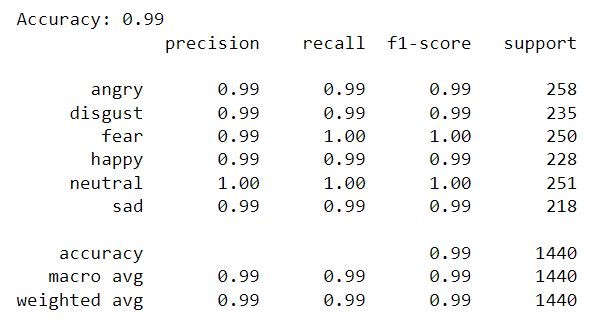 Accuracy: 0.99
precision recall f1-score support
angry 0.99 0.99 0.99 258
disgust 0.99 0.99 0.99 235
fear 0.99 1.00 1.00 250
happy 0.99 0.99 0.99 228
neutral 1.00 1.00 1.00 251
sad 0.99 0.99 0.99 218
accuracy 0.99 1440
macro avg 0.99 0.99 0.99 1440
weighted avg 0.99 0.99 0.99 1440